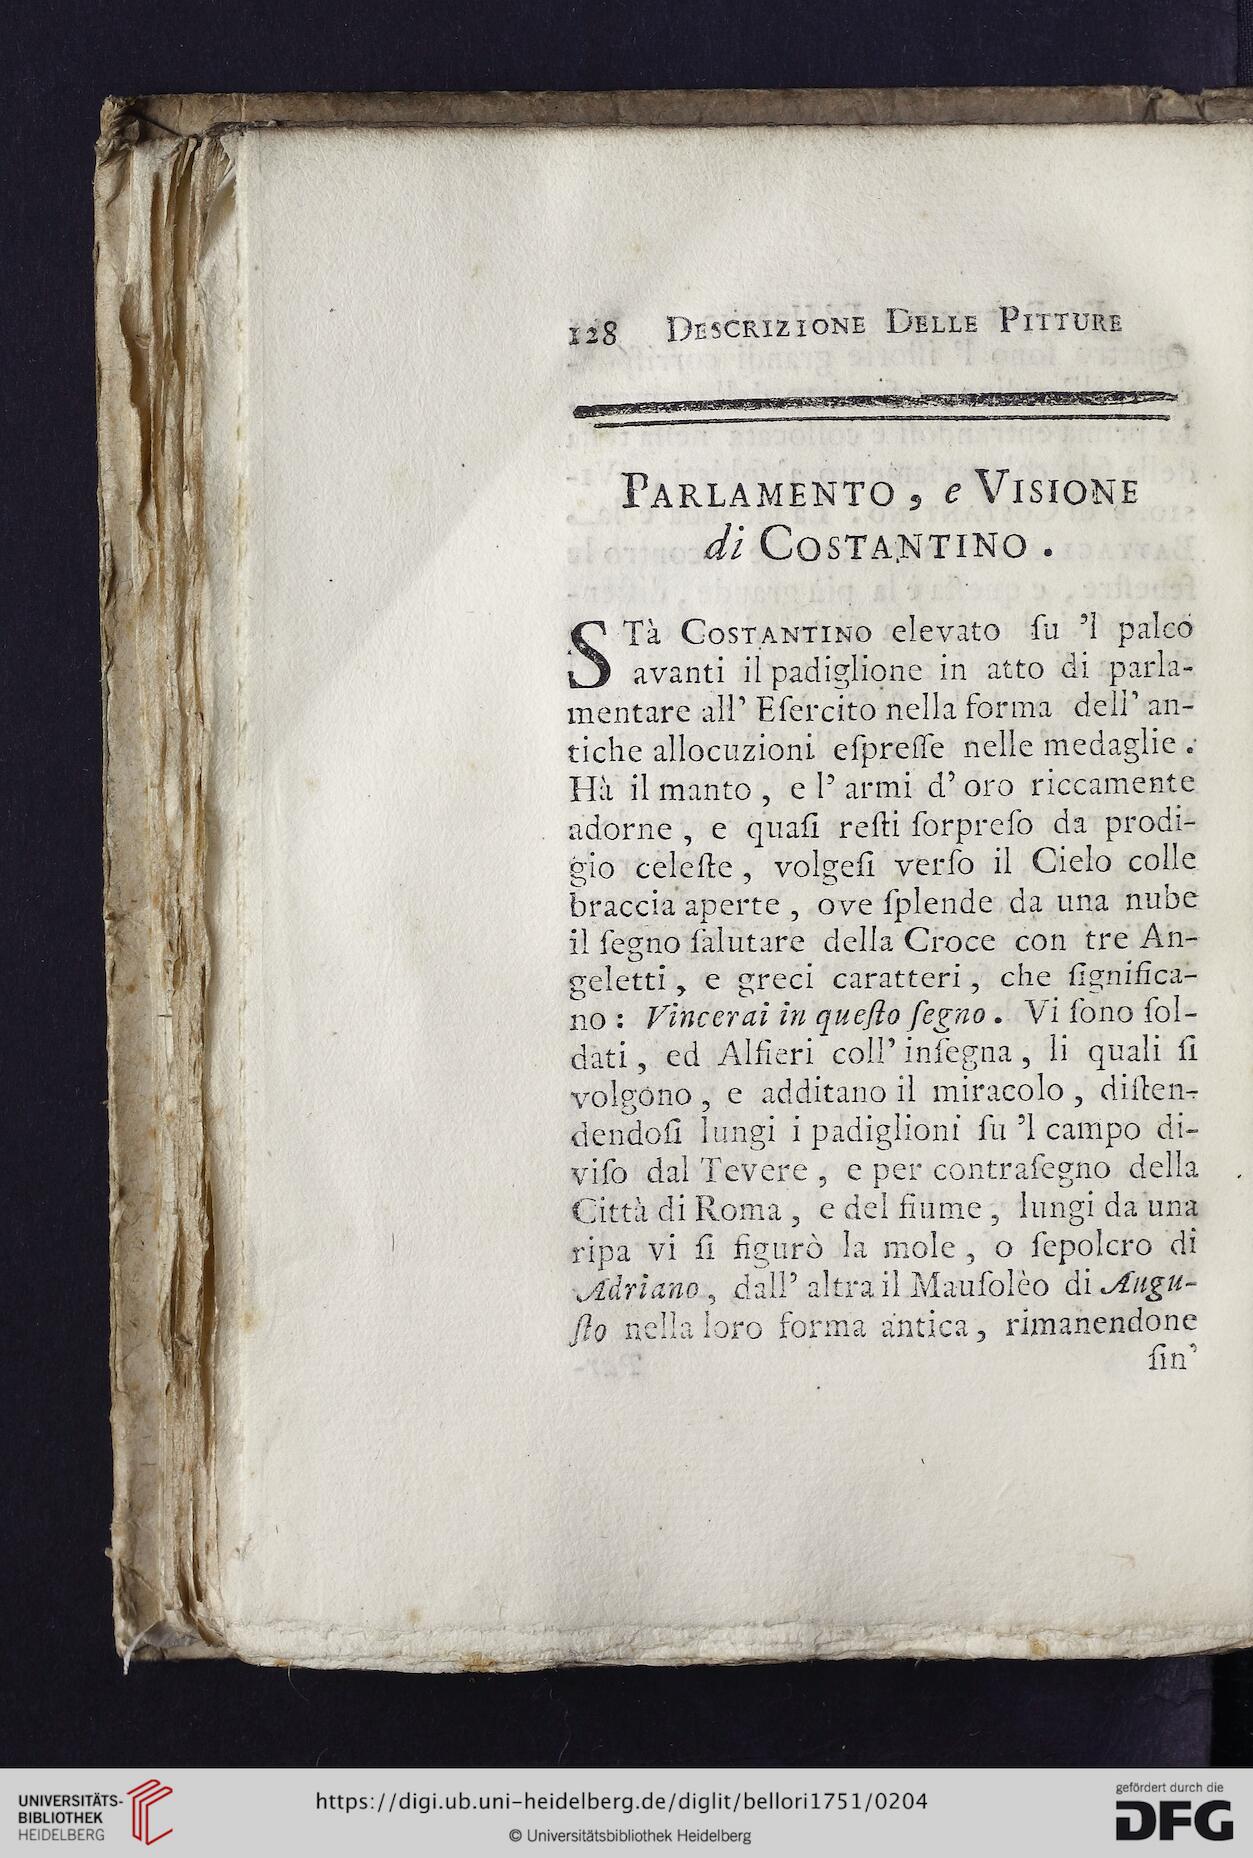 128 DESCRIZIONE DELLE PITTURE
PARLAMENTO, e VISIONE
di COSTANTINO.
STà COSTANTINO elevato ſu 'l palco
avanti il padiglione in atto di parla-
mentare all' Eſercito nella forma dell' an-
tiche allocuzioni eſpreſſe nelle medaglie.
Hà il manto, e l' armi d' oro riccamente
adorne, e quaſi reſti ſorpreſo da prodi-
gio celeſte, volgeſi verſo il Cielo colle
braccia aperte, ove ſplende da una nube
il ſegno ſalutare della Croce con tre An-
geletti, e greci caratteri, che ſignifica-
no: Vincerai in queſto ſegno. Vi ſono ſol-
dati, ed Alfieri coll' inſegna, li quali ſi
volgono, e additano il miracolo, diſten-
dendoſi lungi i padiglioni ſu 'l campo di-
viſo dal Tevere, e per contraſegno della
Città di Roma, e del fiume, lungi da una
ripa vi ſi figurò la mole, o ſepolcro di
Adriano, dall' altra il Mauſolèo di Augu-
ſto nella loro forma antica, rimanendone
ſin'
UNIVERSITÄTS-
BIBLIOTHEK
HEIDELBERG
https://digi.ub.uni-heidelberg.de/diglit/bellori1751/0204
© Universitätsbibliothek Heidelberg
gefördert durch die
DFG